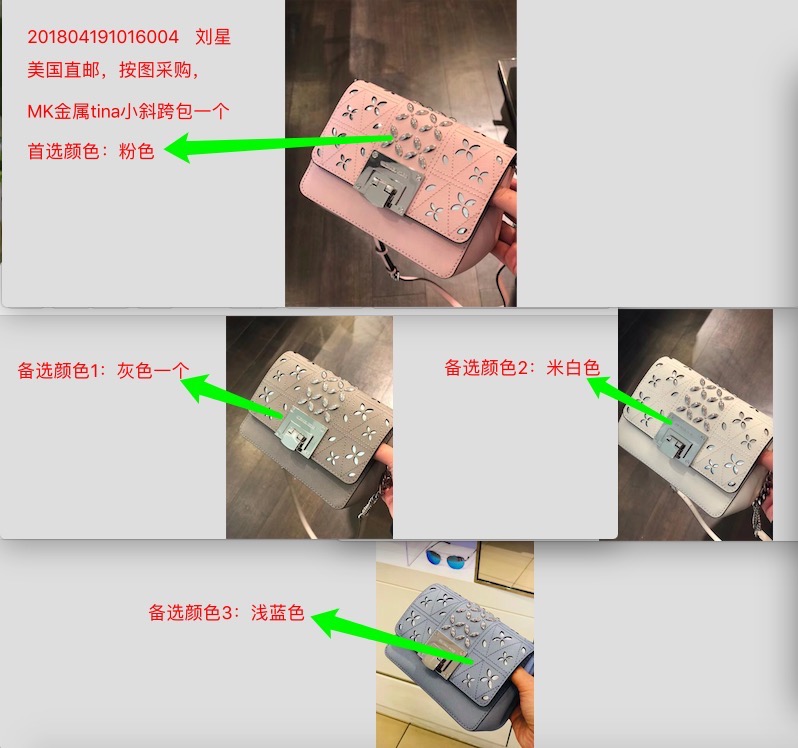 201804191016004 刘星
美国直邮，按图采购，
MK金属tina小斜跨包一个
首选颜色：粉色
备选颜色1：灰色一个
备选颜色2：米白色
备选颜色3：浅蓝色